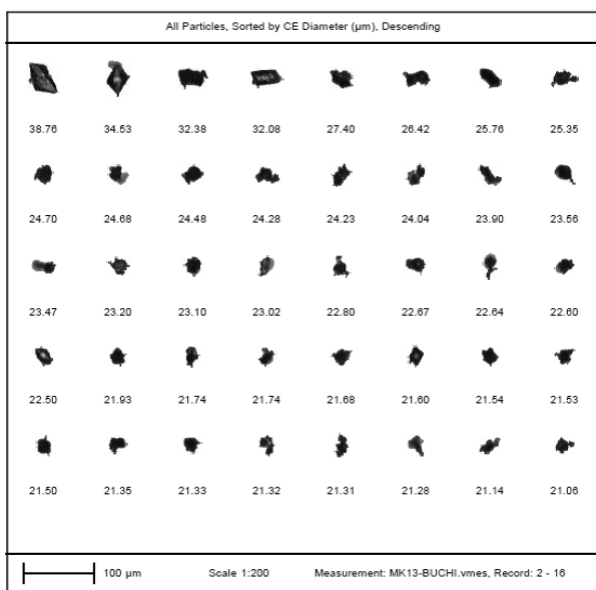 All Particles, Sorted by CE Diameter (µm), Descending
38.76 34.53 32.38 32.08 27.40 26.42 25.76 25.35
24.70 24.68 24.48 24.28 24.23 24.04 23.90 23.56
23.47 23.20 23.10 23.02 22.80 22.67 22.64 22.60
22.50 21.93 21.74 21.74 21.68 21.60 21.54 21.53
21.50 21.35 21.33 21.32 21.31 21.28 21.14 21.06
100 µm Scale 1:200 Measurement: MK13-BUCHI.vmes, Record: 2 - 16